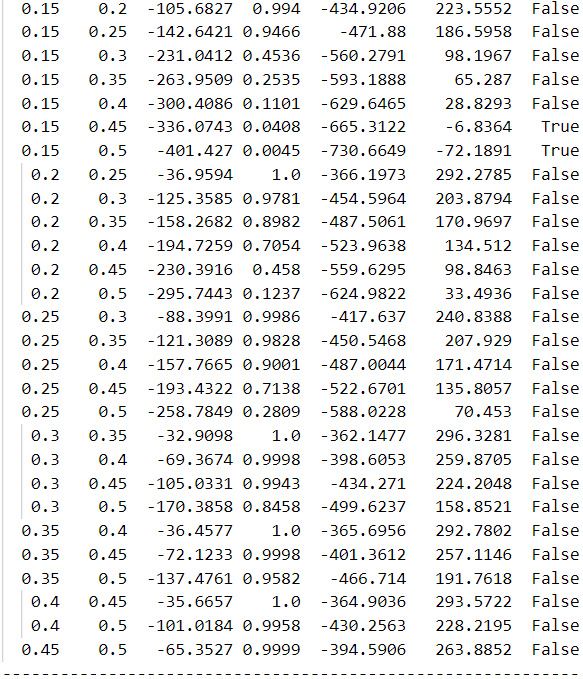 0.15 0.2 -105.6827 0.994 -434.9206 223.5552 False
0.15 0.25 -142.6421 0.9466 -471.88 186.5958 False
0.15 0.3 -231.0412 0.4536 -560.2791 98.1967 False
0.15 0.35 -263.9509 0.2535 -593.1888 65.287 False
0.15 0.4 -300.4086 0.1101 -629.6465 28.8293 False
0.15 0.45 -336.0743 0.0408 -665.3122 -6.8364 True
0.15 0.5 -401.427 0.0045 -730.6649 -72.1891 True
0.2 0.25 -36.9594 1.0 -366.1973 292.2785 False
0.2 0.3 -125.3585 0.9781 -454.5964 203.8794 False
0.2 0.35 -158.2682 0.8982 -487.5061 170.9697 False
0.2 0.4 -194.7259 0.7054 -523.9638 134.512 False
0.2 0.45 -230.3916 0.458 -559.6295 98.8463 False
0.2 0.5 -295.7443 0.1237 -624.9822 33.4936 False
0.25 0.3 -88.3991 0.9986 -417.637 240.8388 False
0.25 0.35 -121.3089 0.9828 -450.5468 207.929 False
0.25 0.4 -157.7665 0.9001 -487.0044 171.4714 False
0.25 0.45 -193.4322 0.7138 -522.6701 135.8057 False
0.25 0.5 -258.7849 0.2809 -588.0228 70.453 False
0.3 0.35 -32.9098 1.0 -362.1477 296.3281 False
0.3 0.4 -69.3674 0.9998 -398.6053 259.8705 False
0.3 0.45 -105.0331 0.9943 -434.271 224.2048 False
0.3 0.5 -170.3858 0.8458 -499.6237 158.8521 False
0.35 0.4 -36.4577 1.0 -365.6956 292.7802 False
0.35 0.45 -72.1233 0.9998 -401.3612 257.1146 False
0.35 0.5 -137.4761 0.9582 -466.714 191.7618 False
0.4 0.45 -35.6657 1.0 -364.9036 293.5722 False
0.4 0.5 -101.0184 0.9958 -430.2563 228.2195 False
0.45 0.5 -65.3527 0.9999 -394.5906 263.8852 False
-------------------------------------------------